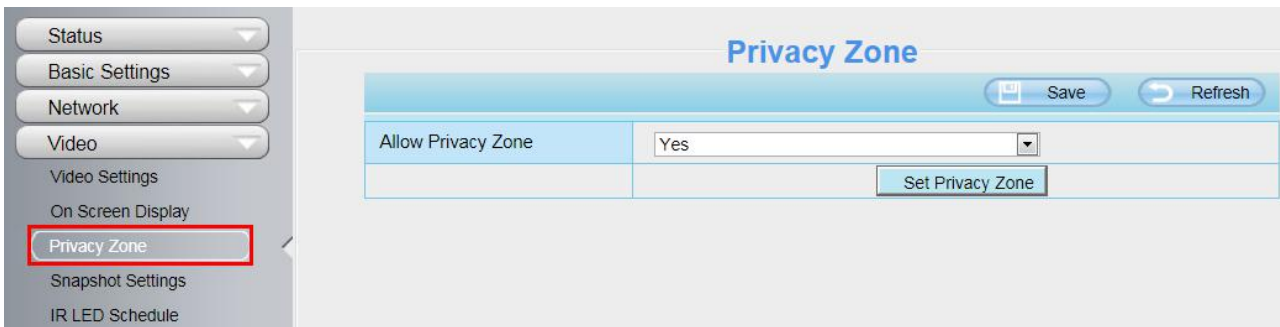 Status
Basic Settings
Network
Video
Video Settings
On Screen Display
Privacy Zone
Snapshot Settings
IR LED Schedule
Privacy Zone
Save Refresh
Allow Privacy Zone Yes
Set Privacy Zone